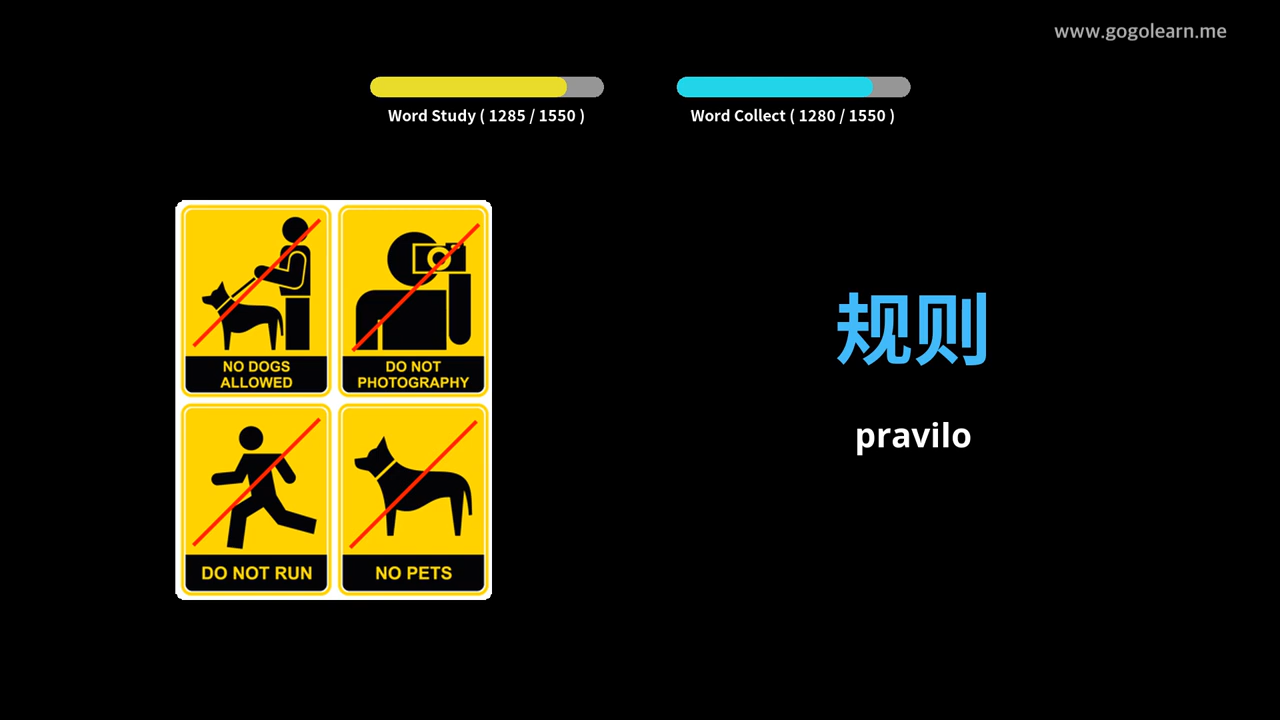 www.gogolearn.me
Word Study ( 1285 / 1550 )
Word Collect ( 1280 / 1550 )
NO DOGS
ALLOWED
DO NOT
PHOTOGRAPHY
DO NOT RUN
NO PETS
规则
pravilo